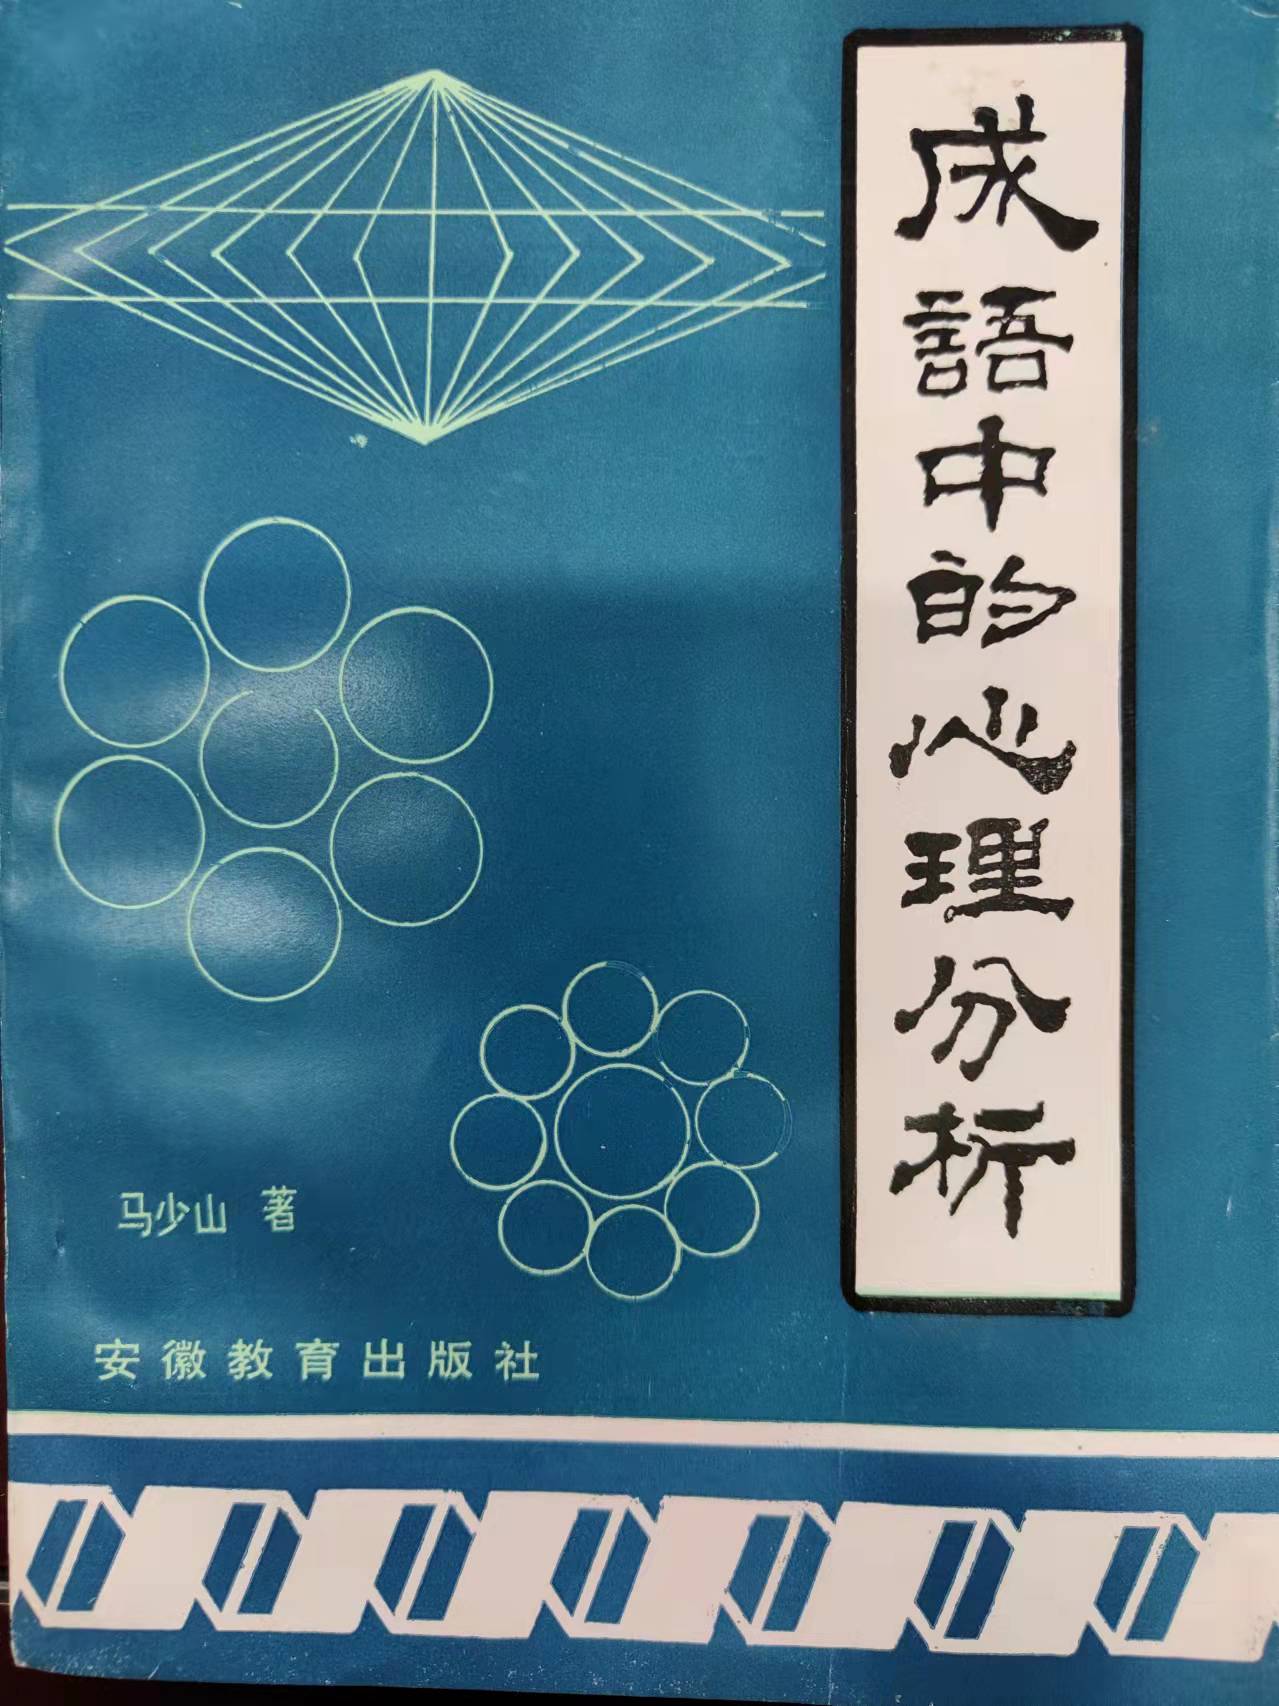 成語中的心理分析
马少山 著
安徽教育出版社